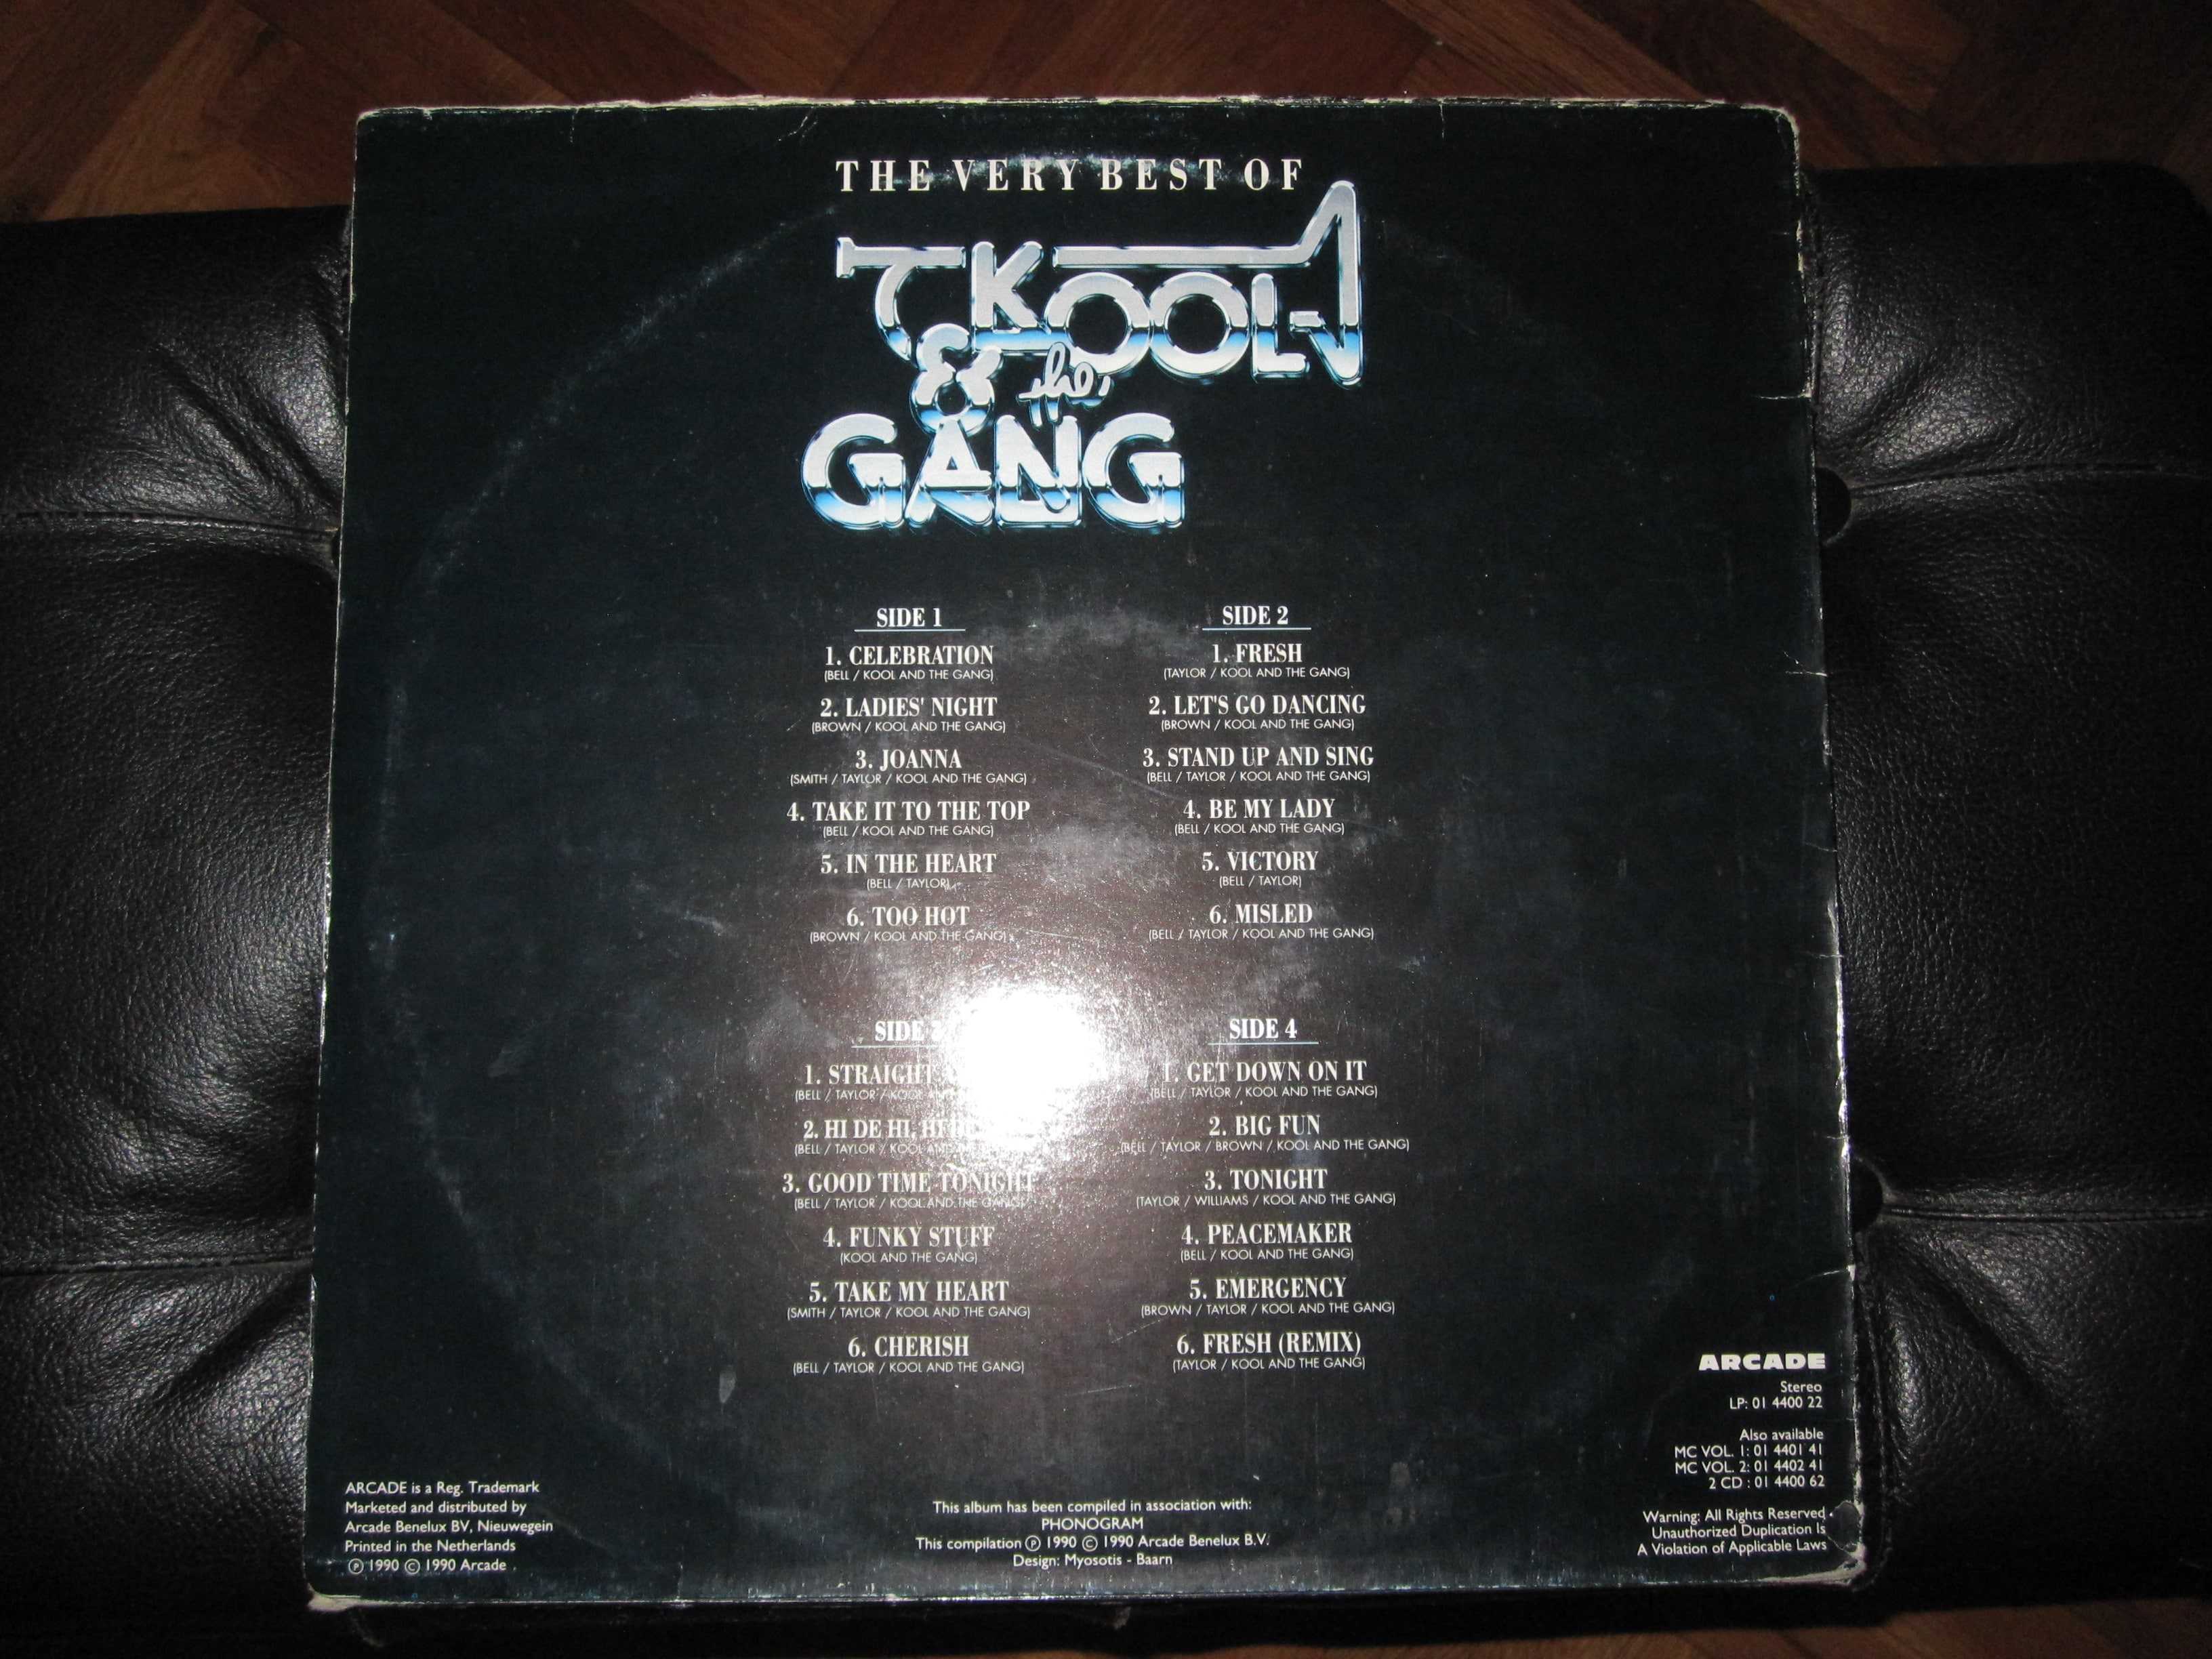 THE VERY BEST OF
KOOL
& the
GANG
SIDE 1
1. CELEBRATION
(BELL / KOOL AND THE GANG)
2. LADIES' NIGHT
(BROWN / KOOL AND THE GANG)
3. JOANNA
(SMITH / TAYLOR / KOOL AND THE GANG)
4. TAKE IT TO THE TOP
(BELL / KOOL AND THE GANG)
5. IN THE HEART
(BELL / TAYLOR)
6. TOO HOT
(BROWN / KOOL AND THE GANG)
SIDE 2
1. FRESH
(TAYLOR / KOOL AND THE GANG)
2. LET'S GO DANCING
(BROWN / KOOL AND THE GANG)
3. STAND UP AND SING
(BELL / TAYLOR / KOOL AND THE GANG)
4. BE MY LADY
(BELL / KOOL AND THE GANG)
5. VICTORY
(BELL / TAYLOR)
6. MISLED
(BELL / TAYLOR / KOOL AND THE GANG)
SIDE
1. STRAIGHT
(BELL / TAYLOR / KOOL
2. HI DE HI,
(BELL / TAYLOR / KOOL AND
3. GOOD TIME TONIGHT
(BELL / TAYLOR / KOOL AND THE GANG)
4. FUNKY STUFF
(KOOL AND THE GANG)
5. TAKE MY HEART
(SMITH / TAYLOR / KOOL AND THE GANG)
6. CHERISH
(BELL / TAYLOR / KOOL AND THE GANG)
SIDE 4
1. GET DOWN ON IT
(BELL / TAYLOR / KOOL AND THE GANG)
2. BIG FUN
(BELL / TAYLOR / BROWN / KOOL AND THE GANG)
3. TONIGHT
(TAYLOR / WILLIAMS / KOOL AND THE GANG)
4. PEACEMAKER
(BELL / KOOL AND THE GANG)
5. EMERGENCY
(BROWN / TAYLOR / KOOL AND THE GANG)
6. FRESH (REMIX)
(TAYLOR / KOOL AND THE GANG)
ARCADE
Stereo
LP: 01 4400 22
Also available
MC VOL. 1: 01 4401 41
MC VOL. 2: 01 4402 41
2 CD : 01 4400 62
Warning: All Rights Reserved.
Unauthorized Duplication Is
A Violation of Applicable Laws
ARCADE is a Reg. Trademark
Marketed and distributed by
Arcade Benelux BV, Nieuwegein
Printed in the Netherlands
℗ 1990 © 1990 Arcade
This album has been compiled in association with:
PHONOGRAM
This compilation ℗ 1990 © 1990 Arcade Benelux B.V.
Design: Myosotis - Baarn